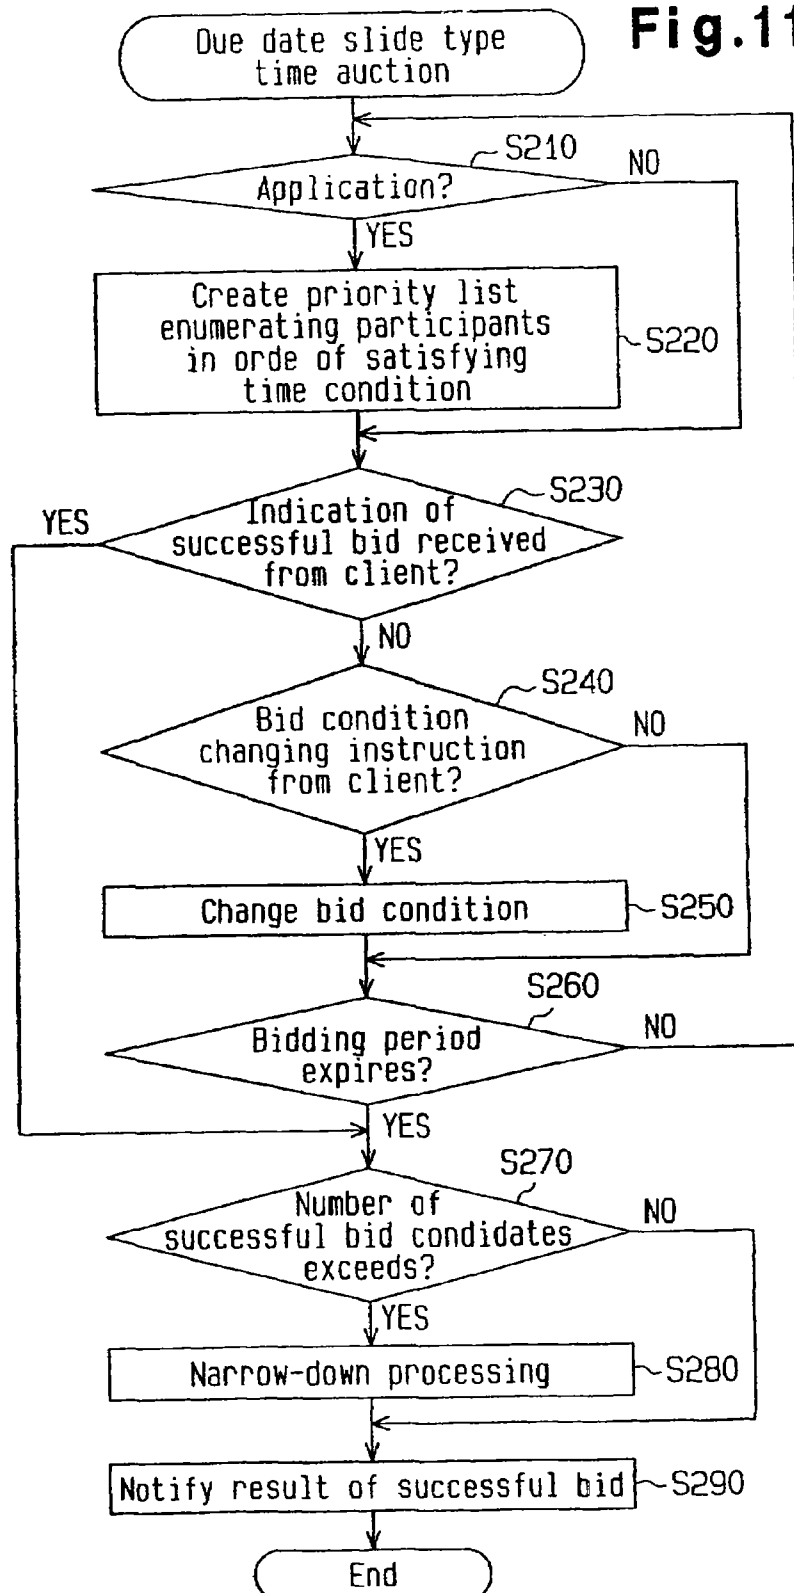 Fig.11
Due date slide type
time auction
S210
Application?
NO
YES
Create priority list
enumerating participants
in orde of satisfying
time condition
S220
S230
YES
Indication of
successful bid received
from client?
NO
S240
Bid condition
changing instruction
from client?
NO
YES
Change bid condition
S250
S260
Bidding period
expires?
NO
YES
S270
Number of
successful bid condidates
exceeds?
NO
YES
Narrow-down processing
S280
Notify result of successful bid
S290
End